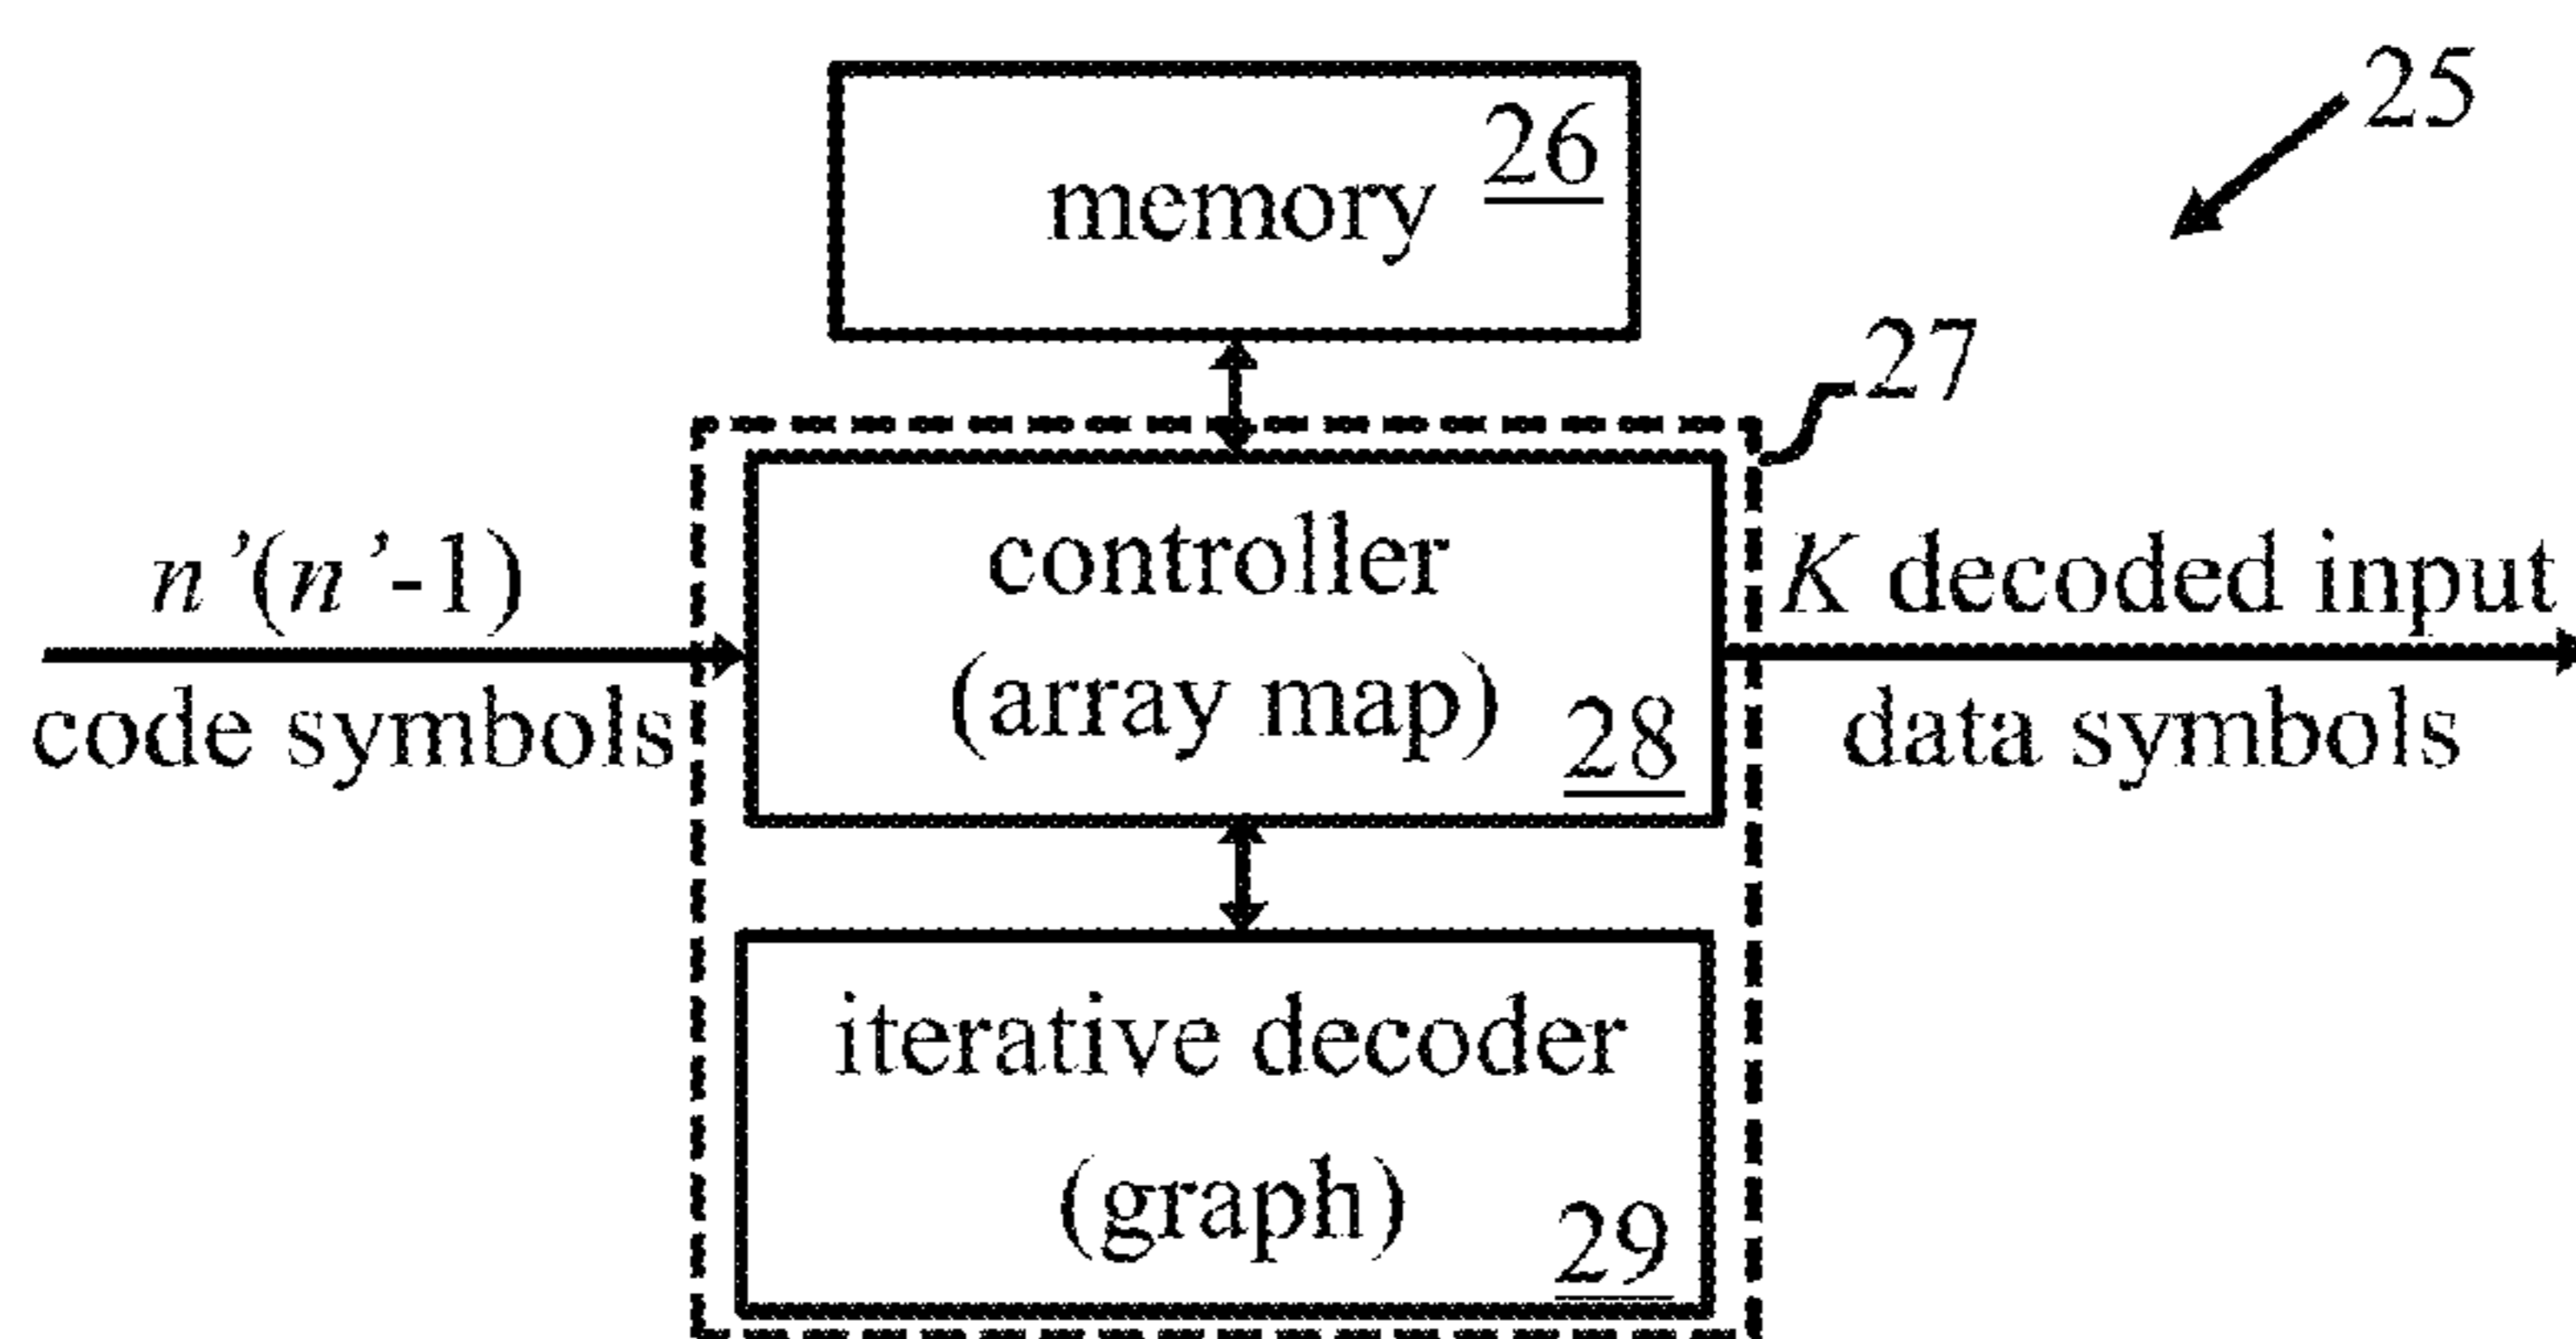 25
26
memory
27
n’(n’-1)
code symbols
controller
(array map)
28
K decoded input
data symbols
iterative decoder
(graph)
29